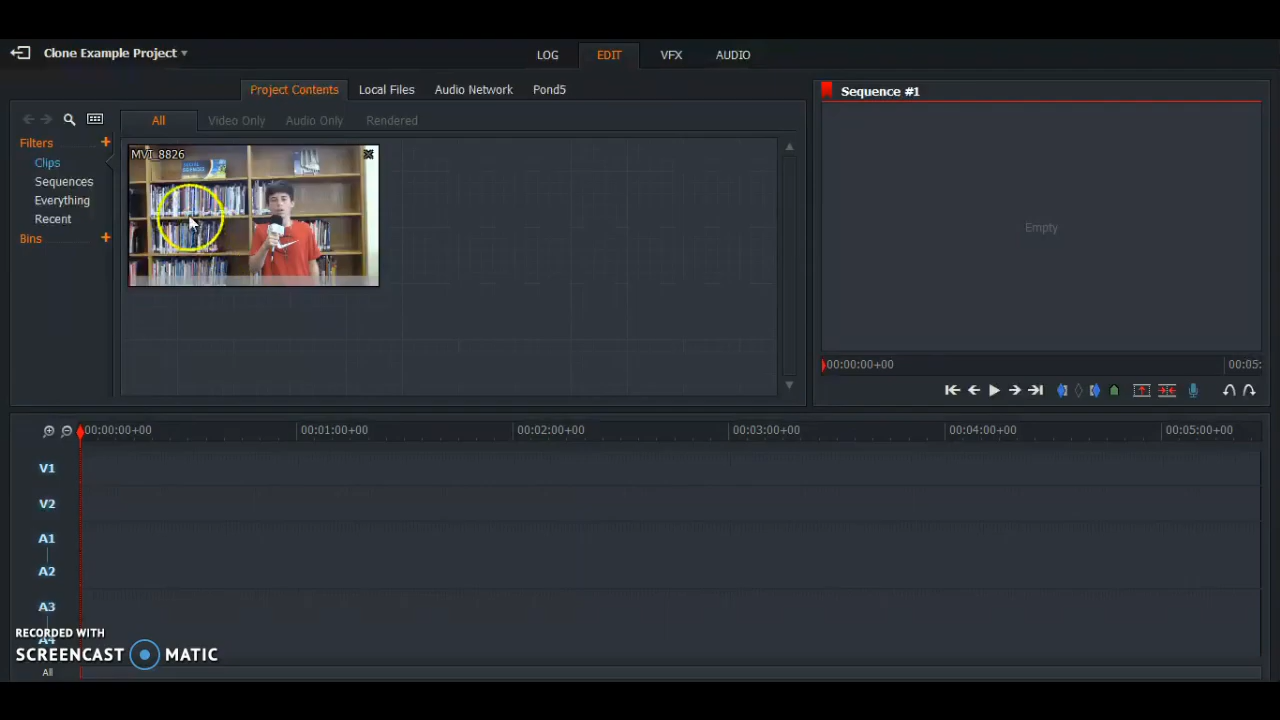 Clone Example Project
LOG
EDIT
VFX
AUDIO
Project Contents
Local Files
Audio Network
Pond5
Sequence #1
All
Video Only
Audio Only
Rendered
Filters +
Clips
Sequences
Everything
Recent
Bins +
MVI_8826
Empty
00:00:00+00
00:05:
00:00:00+00
00:01:00+00
00:02:00+00
00:03:00+00
00:04:00+00
00:05:00+00
V1
V2
A1
A2
A3
A4
RECORDED WITH
SCREENCAST MATIC
All